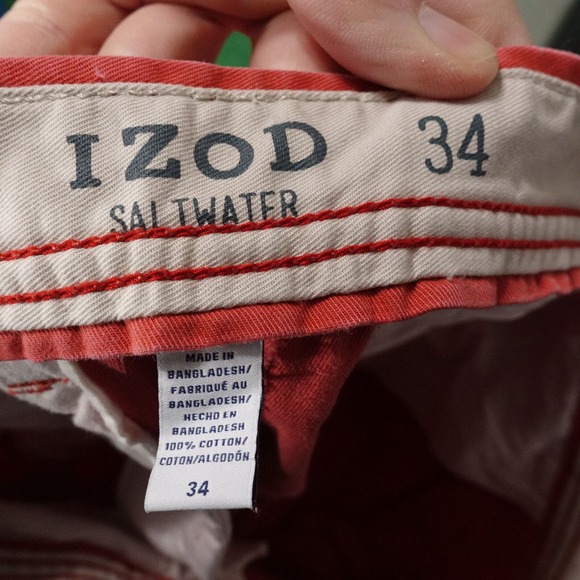 IZOD 34
SALTWATER
MADE IN
BANGLADESH/
FABRIQUÉ AU
BANGLADESH/
HECHO EN
BANGLADESH
100% COTTON/
COTON/ALGODÓN
34